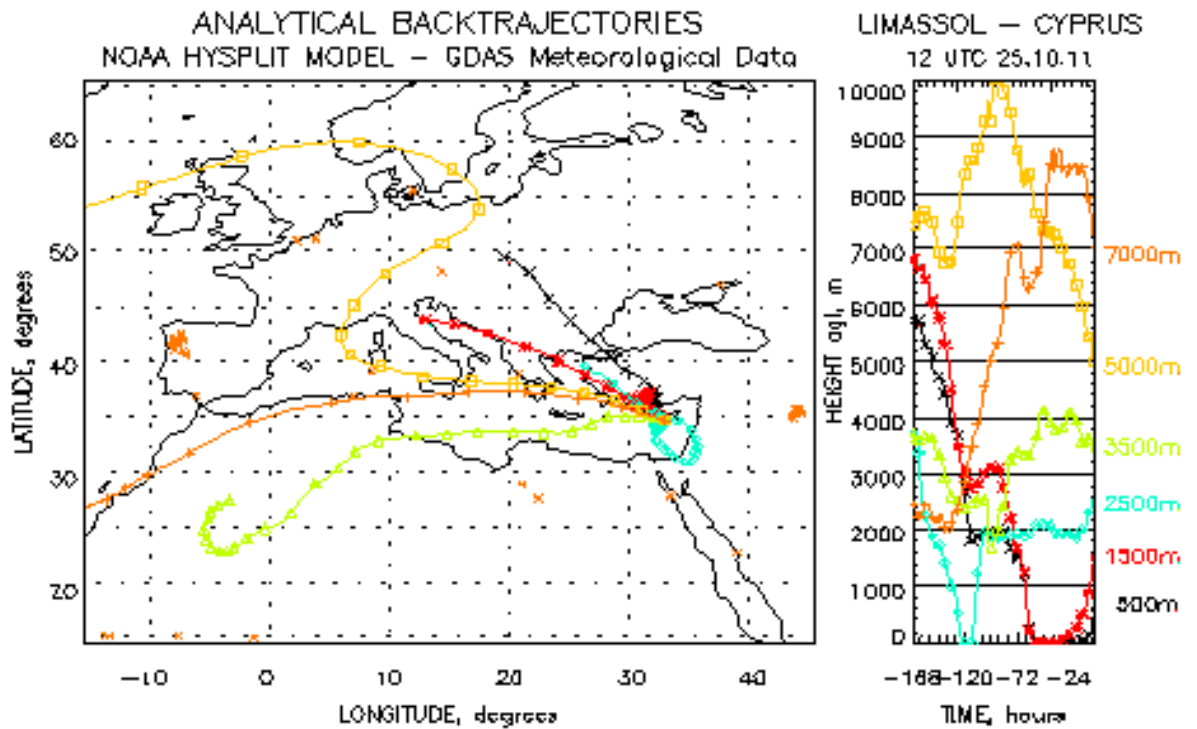 ANALYTICAL BACKTRAJECTORIES
NOAA HYSPLIT MODEL – GDAS Meteorological Data
LIMASSOL – CYPRUS
12 UTC 25.10.11
LATITUDE, degrees
60
50
40
30
20
-10 0 10 20 30 40
LONGITUDE, degrees
HEIGHT agl, m
10000
9000
8000
7000
6000
5000
4000
3000
2000
1000
0
-168 -120 -72 -24
TIME, hours
7000m
5000m
3500m
2500m
1500m
500m